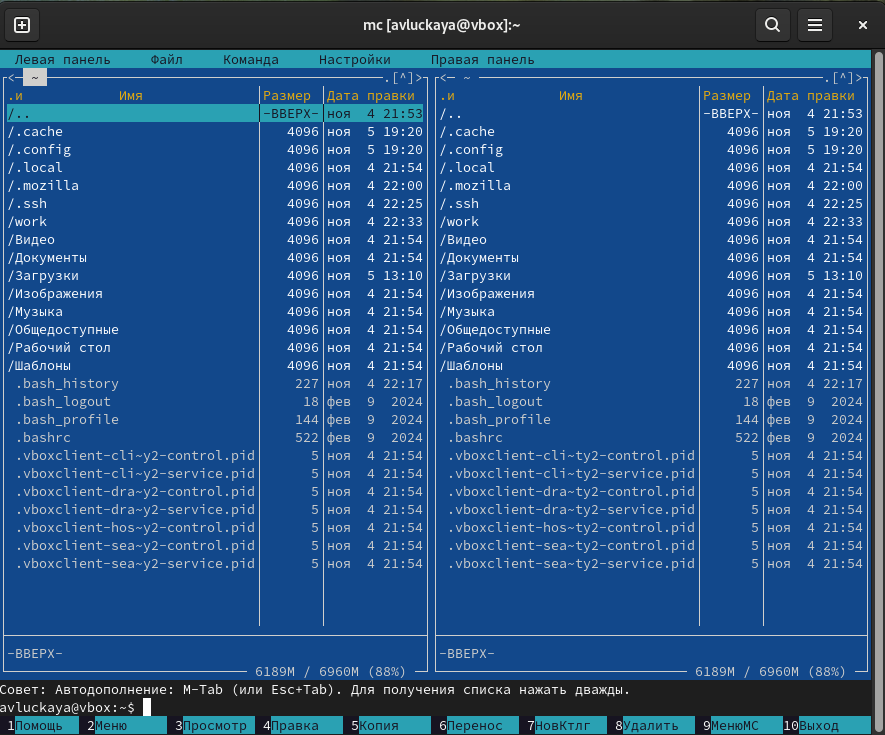 mc [avluckaya@vbox]:~
Левая панель Файл Команда Настройки Правая панель
<─ ~ ─.[^]>
.и Имя Размер Дата правки
/.. -ВВЕРХ- ноя 4 21:53
/.cache 4096 ноя 5 19:20
/.config 4096 ноя 5 19:20
/.local 4096 ноя 4 21:54
/.mozilla 4096 ноя 4 22:00
/.ssh 4096 ноя 4 22:25
/work 4096 ноя 4 22:33
/Видео 4096 ноя 4 21:54
/Документы 4096 ноя 4 21:54
/Загрузки 4096 ноя 5 13:10
/Изображения 4096 ноя 4 21:54
/Музыка 4096 ноя 4 21:54
/Общедоступные 4096 ноя 4 21:54
/Рабочий стол 4096 ноя 4 21:54
/Шаблоны 4096 ноя 4 21:54
.bash_history 227 ноя 4 22:17
.bash_logout 18 фев 9 2024
.bash_profile 144 фев 9 2024
.bashrc 522 фев 9 2024
.vboxclient-cli~y2-control.pid 5 ноя 4 21:54
.vboxclient-cli~y2-service.pid 5 ноя 4 21:54
.vboxclient-dra~y2-control.pid 5 ноя 4 21:54
.vboxclient-dra~y2-service.pid 5 ноя 4 21:54
.vboxclient-hos~y2-control.pid 5 ноя 4 21:54
.vboxclient-sea~y2-control.pid 5 ноя 4 21:54
.vboxclient-sea~y2-service.pid 5 ноя 4 21:54
-ВВЕРХ-
6189M / 6960M (88%)
<─ ~ ─.[^]>
.и Имя Размер Дата правки
/.. -ВВЕРХ- ноя 4 21:53
/.cache 4096 ноя 5 19:20
/.config 4096 ноя 5 19:20
/.local 4096 ноя 4 21:54
/.mozilla 4096 ноя 4 22:00
/.ssh 4096 ноя 4 22:25
/work 4096 ноя 4 22:33
/Видео 4096 ноя 4 21:54
/Документы 4096 ноя 4 21:54
/Загрузки 4096 ноя 5 13:10
/Изображения 4096 ноя 4 21:54
/Музыка 4096 ноя 4 21:54
/Общедоступные 4096 ноя 4 21:54
/Рабочий стол 4096 ноя 4 21:54
/Шаблоны 4096 ноя 4 21:54
.bash_history 227 ноя 4 22:17
.bash_logout 18 фев 9 2024
.bash_profile 144 фев 9 2024
.bashrc 522 фев 9 2024
.vboxclient-cli~ty2-control.pid 5 ноя 4 21:54
.vboxclient-cli~ty2-service.pid 5 ноя 4 21:54
.vboxclient-dra~ty2-control.pid 5 ноя 4 21:54
.vboxclient-dra~ty2-service.pid 5 ноя 4 21:54
.vboxclient-hos~ty2-control.pid 5 ноя 4 21:54
.vboxclient-sea~ty2-control.pid 5 ноя 4 21:54
.vboxclient-sea~ty2-service.pid 5 ноя 4 21:54
-ВВЕРХ-
6189M / 6960M (88%)
Совет: Автодополнение: M-Tab (или Esc+Tab). Для получения списка нажать дважды.
avluckaya@vbox:~$
1Помощь 2Меню 3Просмотр 4Правка 5Копия 6Перенос 7НовКтлг 8Удалить 9МенюМС 10Выход